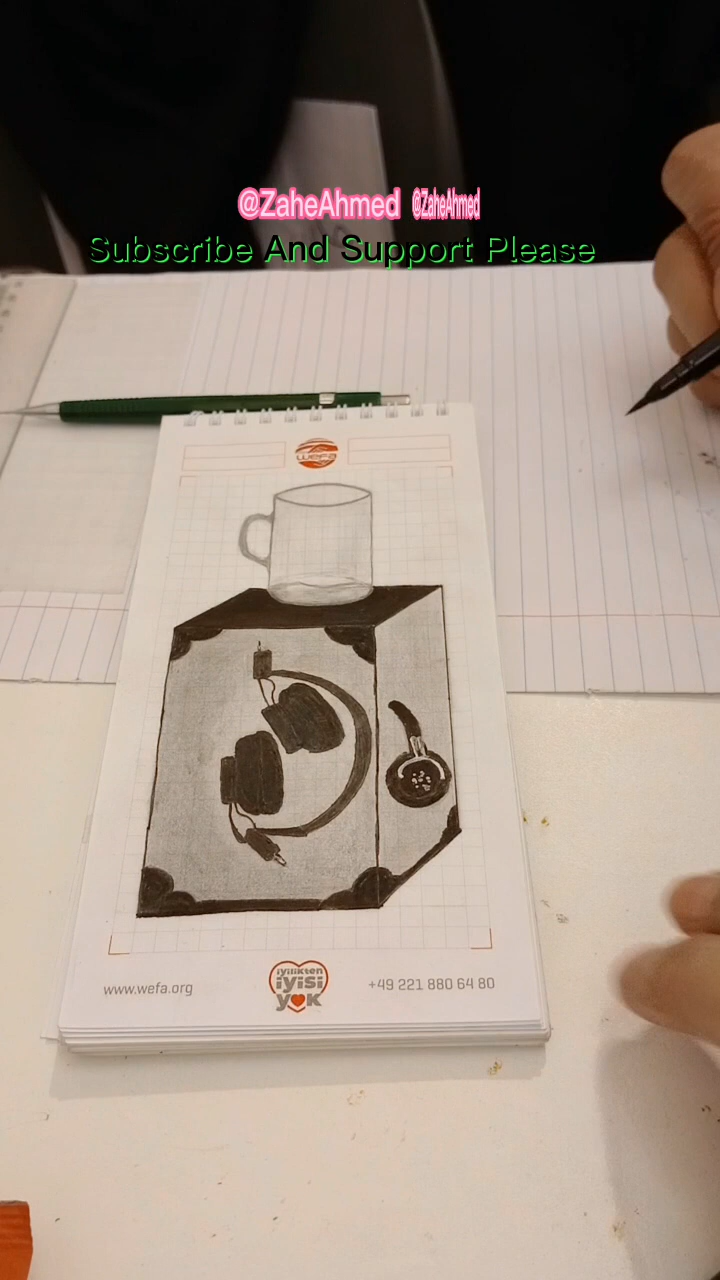 @ZaheAhmed @ZaheAhmed
Subscribe And Support Please
wefa
iyilikten
iyisi
yok
www.wefa.org
+49 221 880 64 80